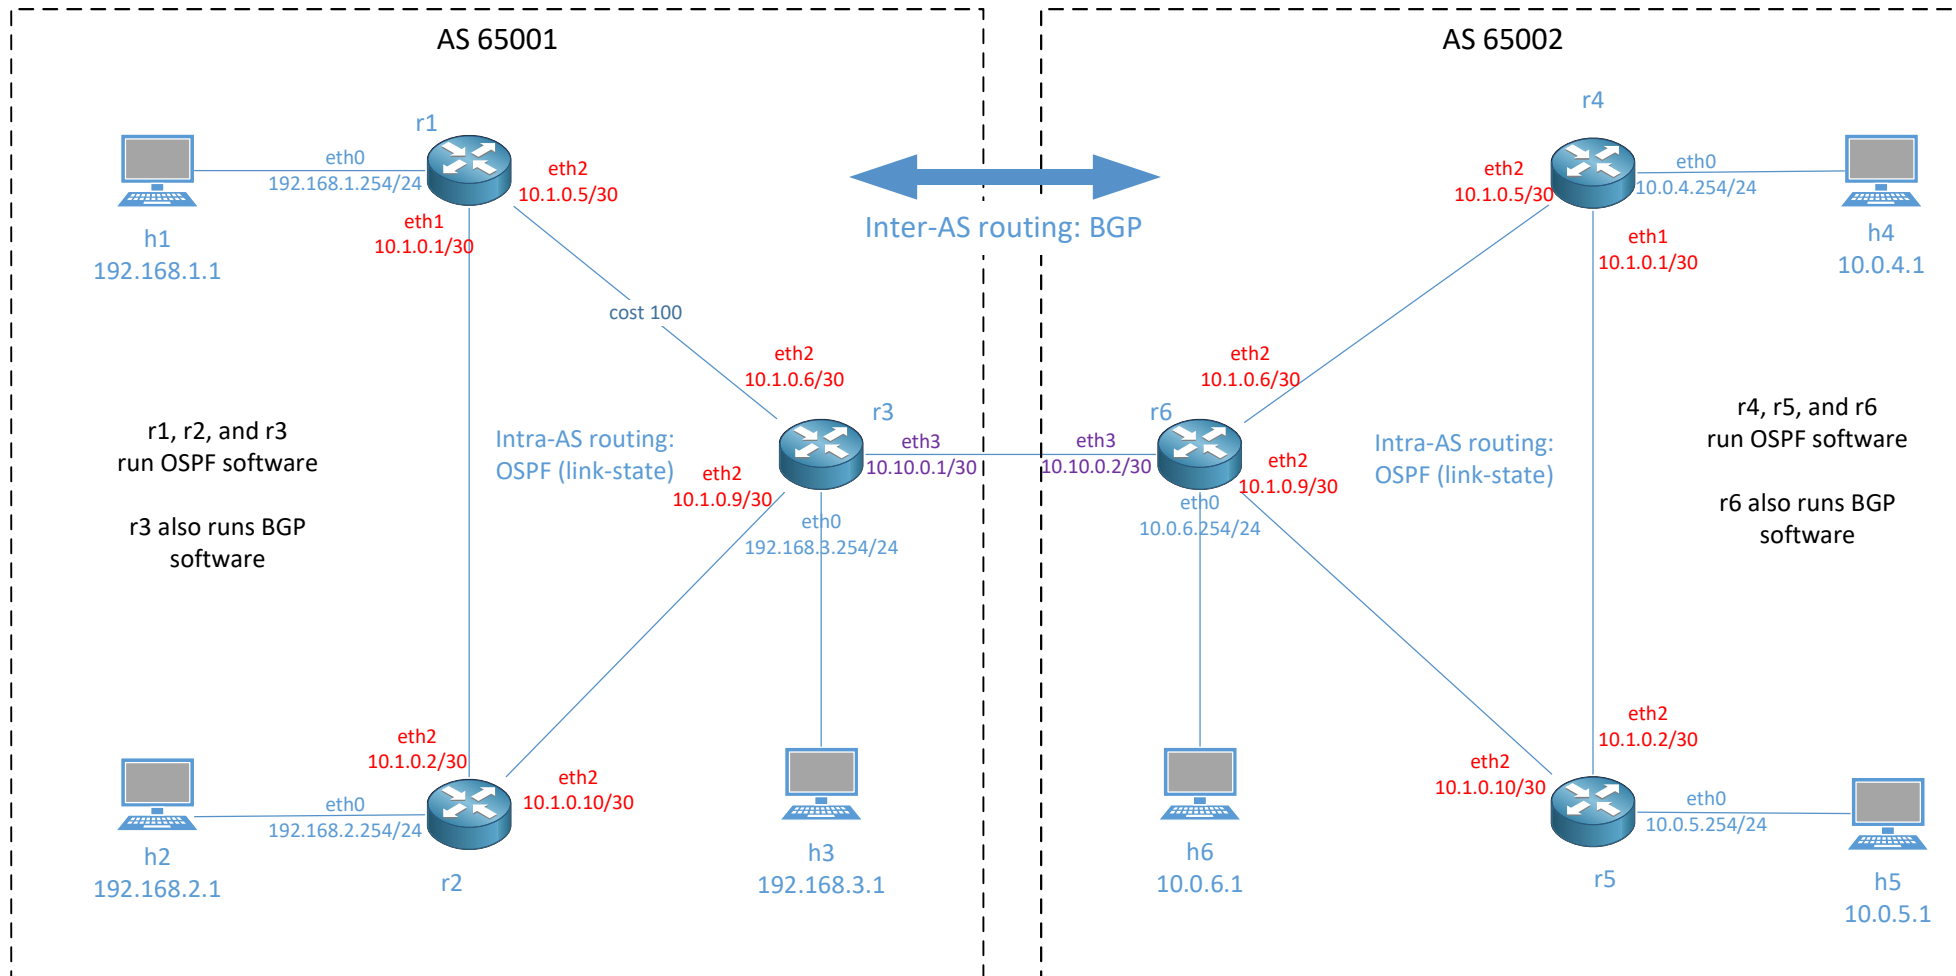 AS 65001
AS 65002
r1
r4
eth0
192.168.1.254/24
eth2
10.1.0.5/30
eth1
10.1.0.1/30
h1
192.168.1.1
Inter-AS routing: BGP
eth2
10.1.0.5/30
eth0
10.0.4.254/24
eth1
10.1.0.1/30
h4
10.0.4.1
cost 100
eth2
10.1.0.6/30
r3
r1, r2, and r3
run OSPF software
r3 also runs BGP
software
Intra-AS routing:
OSPF (link-state)
eth2
10.1.0.9/30
eth3
10.10.0.1/30
eth0
192.168.3.254/24
eth2
10.1.0.6/30
r6
eth3
10.10.0.2/30
eth2
10.1.0.9/30
eth0
10.0.6.254/24
Intra-AS routing:
OSPF (link-state)
r4, r5, and r6
run OSPF software
r6 also runs BGP
software
eth2
10.1.0.2/30
eth2
10.1.0.10/30
eth0
192.168.2.254/24
h2
192.168.2.1
r2
h3
192.168.3.1
h6
10.0.6.1
eth2
10.1.0.2/30
eth2
10.1.0.10/30
eth0
10.0.5.254/24
r5
h5
10.0.5.1